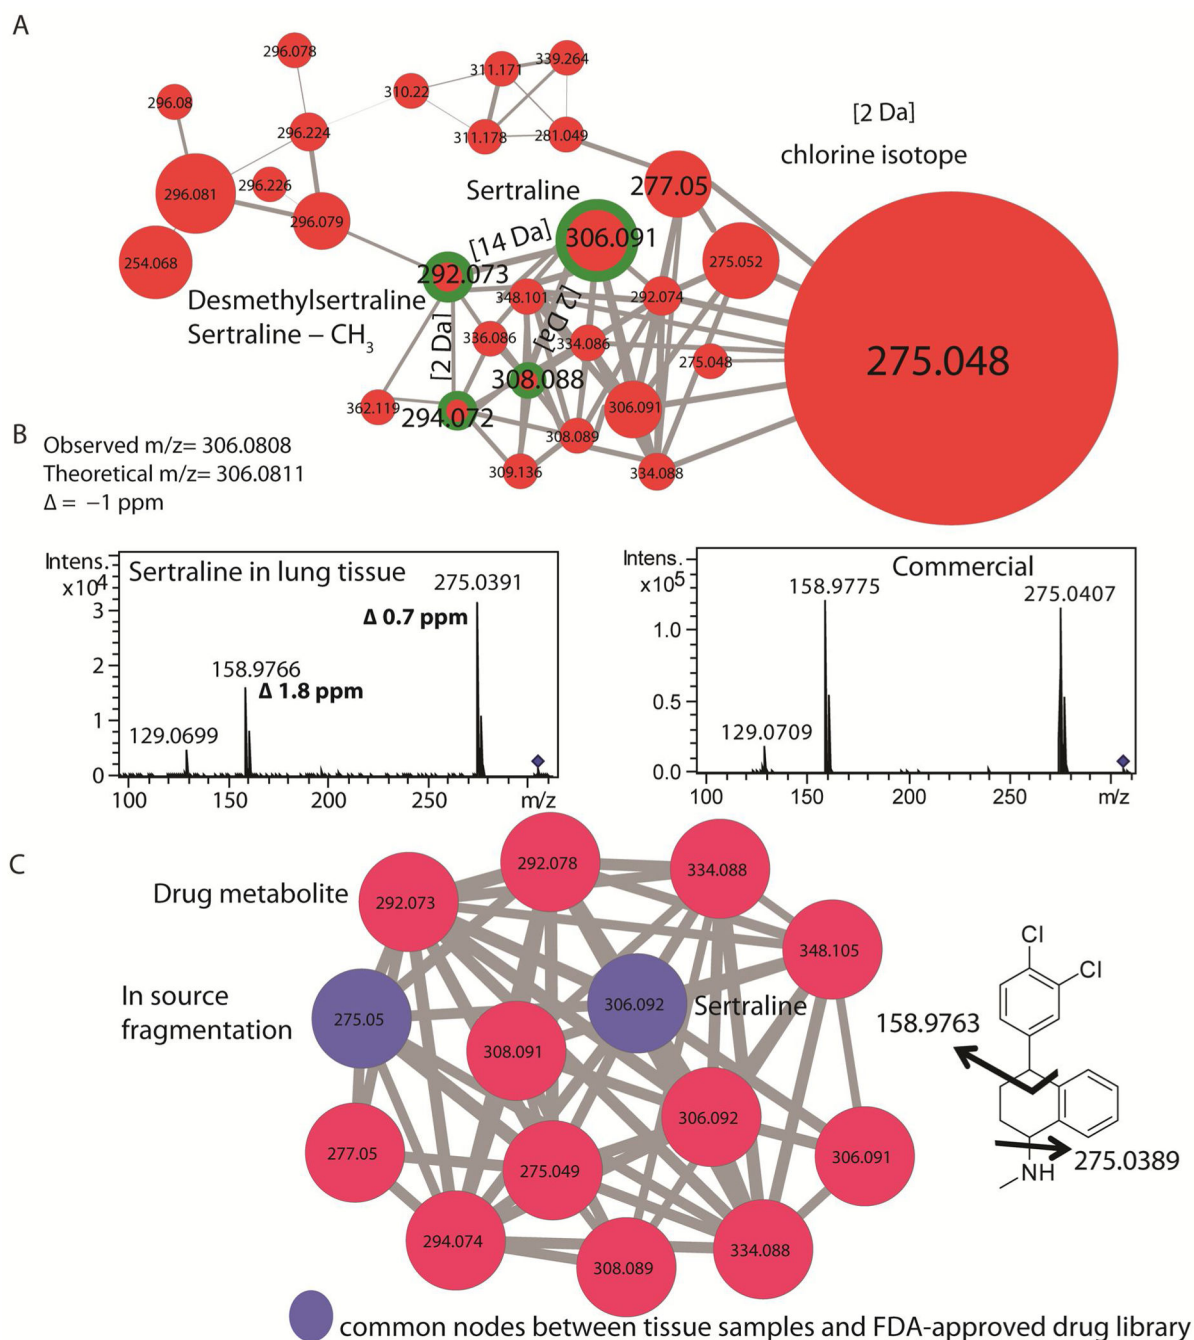 A
296.078
296.08
296.224
310.22
311.171
339.264
311.178
281.049
[2 Da]
chlorine isotope
296.081
296.226
296.079
254.068
Sertraline
277.05
306.091
[14 Da]
275.052
292.073
348.101
292.074
Desmethylsertraline
Sertraline – CH3
[2 Da]
[2 Da]
336.086
334.086
275.048
275.048
308.088
362.119
294.072
306.091
308.089
309.136
334.088
B
Observed m/z= 306.0808
Theoretical m/z= 306.0811
Δ = −1 ppm
Intens.
x10^4
Sertraline in lung tissue
275.0391
Δ 0.7 ppm
158.9766
Δ 1.8 ppm
129.0699
3
2
1
0
100 150 200 250 m/z
Intens.
x10^5
Commercial
158.9775
275.0407
129.0709
1.0
0.5
0.0
100 150 200 250 m/z
C
Drug metabolite
292.073
292.078
334.088
348.105
In source
fragmentation
275.05
306.092
Sertraline
308.091
306.092
277.05
275.049
306.091
294.074
308.089
334.088
Cl
Cl
158.9763
275.0389
NH
common nodes between tissue samples and FDA-approved drug library